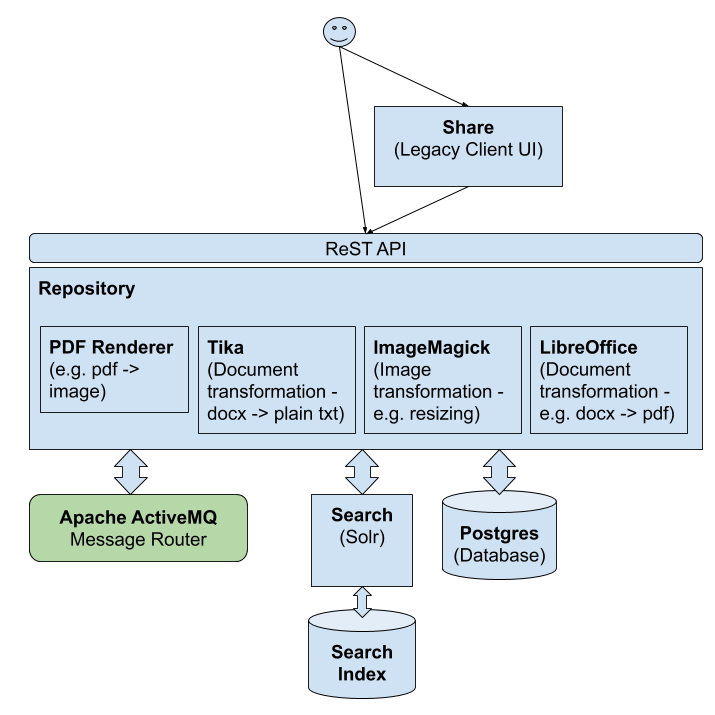 Share
(Legacy Client UI)
ReST API
Repository
PDF Renderer
(e.g. pdf ->
image)
Tika
(Document
transformation -
docx -> plain txt)
ImageMagick
(Image
transformation -
e.g. resizing)
LibreOffice
(Document
transformation -
e.g. docx -> pdf)
Apache ActiveMQ
Message Router
Search
(Solr)
Postgres
(Database)
Search
Index